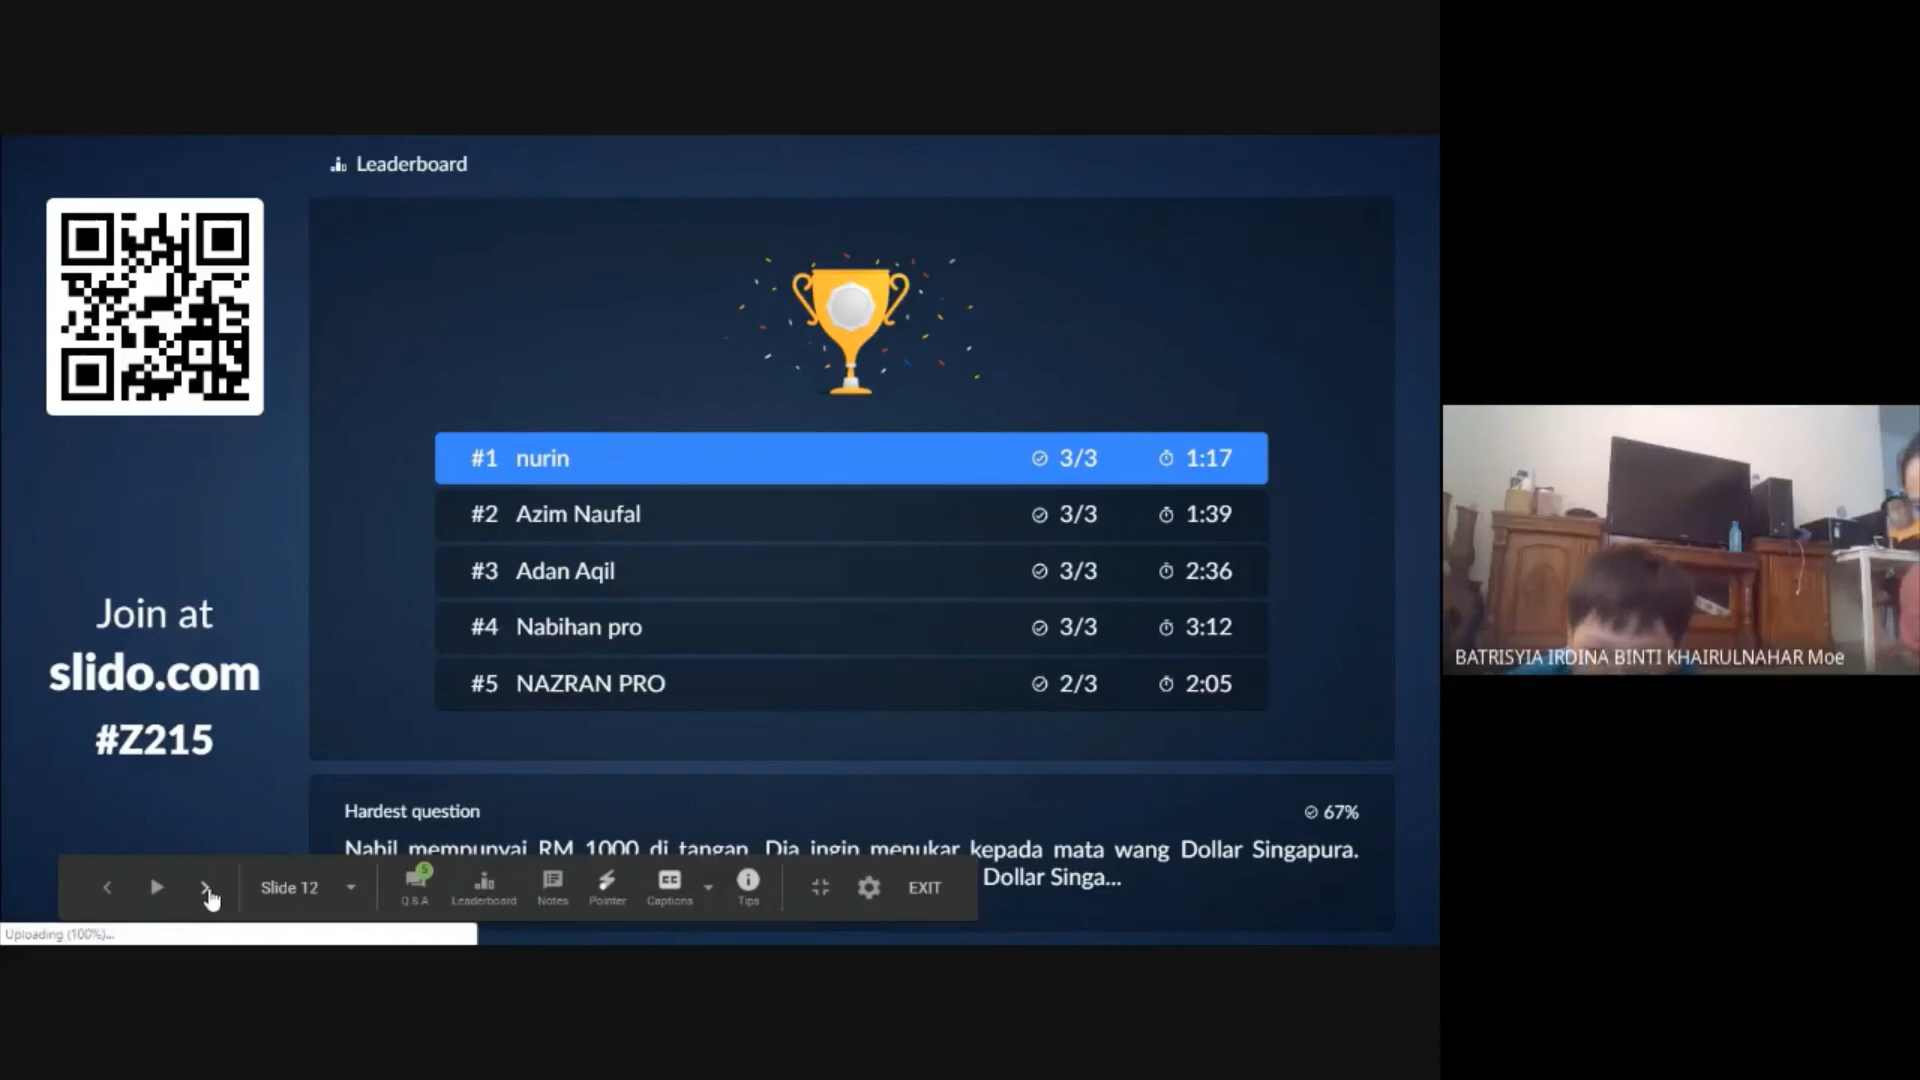 Leaderboard
#1 nurin 3/3 1:17
#2 Azim Naufal 3/3 1:39
#3 Adan Aqil 3/3 2:36
#4 Nabihan pro 3/3 3:12
#5 NAZRAN PRO 2/3 2:05
Join at
slido.com
#Z215
Hardest question 67%
Nabil mempunyai RM 1000 di tangan. Dia ingin menukar kepada mata wang Dollar Singapura.
Dollar Singa...
Slide 12
5
Q & A
Leaderboard
Notes
Pointer
CC
Captions
Tips
EXIT
Uploading (100%)...
BATRISYIA IRDINA BINTI KHAIRULNAHAR Moe